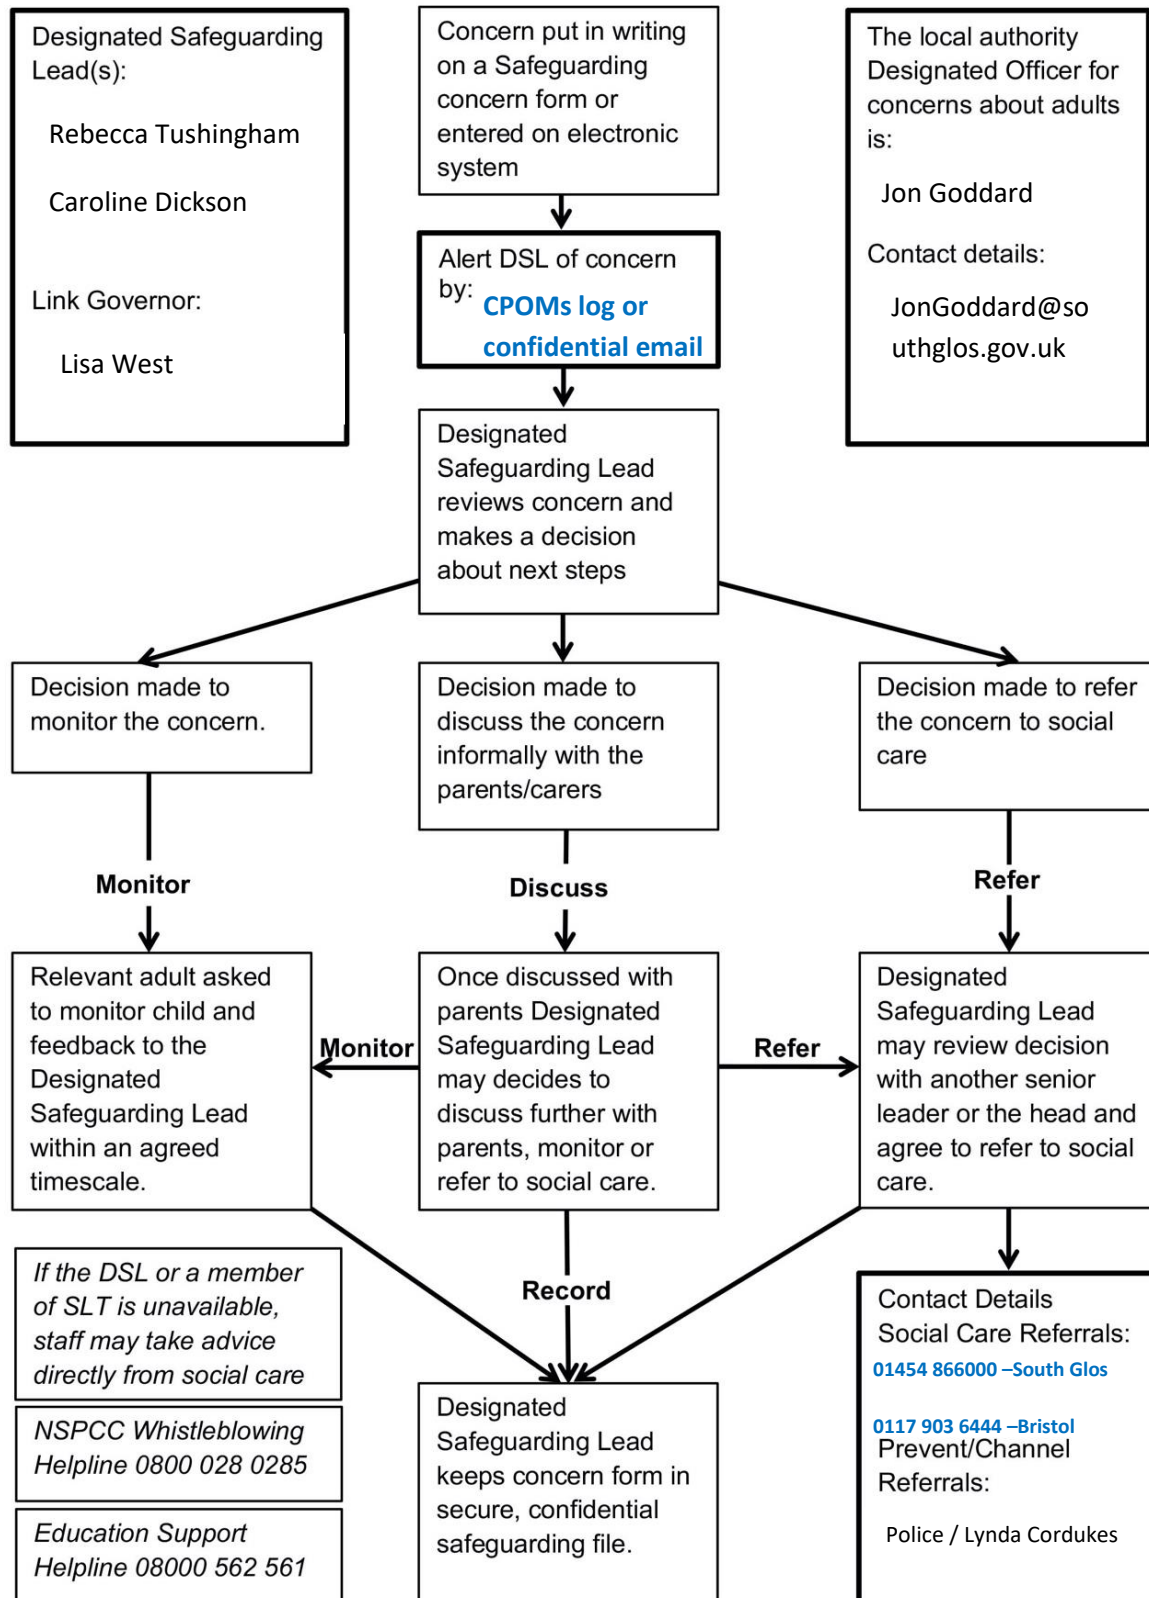 Designated Safeguarding
Lead(s):
Rebecca Tushingham
Caroline Dickson
Link Governor:
Lisa West
Concern put in writing
on a Safeguarding
concern form or
entered on electronic
system
The local authority
Designated Officer for
concerns about adults
is:
Jon Goddard
Contact details:
JonGoddard@so
uthglos.gov.uk
Alert DSL of concern
by:
CPOMs log or
confidential email
Designated
Safeguarding Lead
reviews concern and
makes a decision
about next steps
Decision made to
monitor the concern.
Decision made to
discuss the concern
informally with the
parents/carers
Decision made to refer
the concern to social
care
Monitor
Discuss
Refer
Relevant adult asked
to monitor child and
feedback to the
Designated
Safeguarding Lead
within an agreed
timescale.
Monitor
Once discussed with
parents Designated
Safeguarding Lead
may decides to
discuss further with
parents, monitor or
refer to social care.
Refer
Designated
Safeguarding Lead
may review decision
with another senior
leader or the head and
agree to refer to social
care.
If the DSL or a member
of SLT is unavailable,
staff may take advice
directly from social care
NSPCC Whistleblowing
Helpline 0800 028 0285
Education Support
Helpline 08000 562 561
Record
Designated
Safeguarding Lead
keeps concern form in
secure, confidential
safeguarding file.
Contact Details
Social Care Referrals:
01454 866000 –South Glos
0117 903 6444 –Bristol
Prevent/Channel
Referrals:
Police / Lynda Cordukes